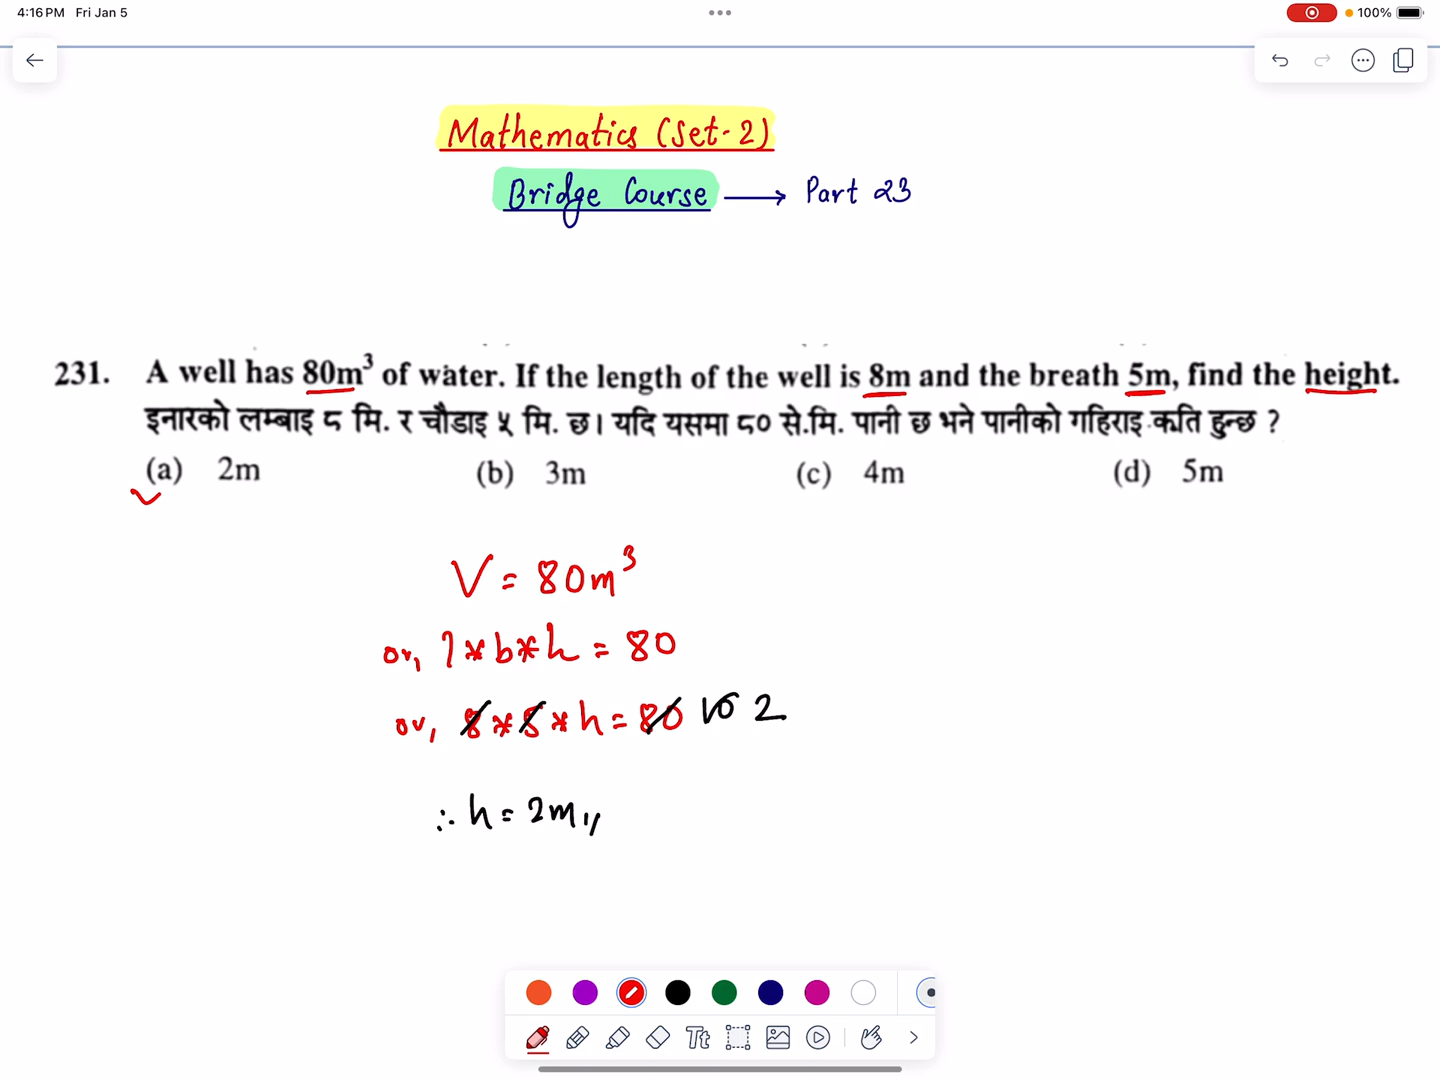 4:16 PM Fri Jan 5
100%
Mathematics (Set-2)
Bridge Course → Part 23
231. A well has 80m³ of water. If the length of the well is 8m and the breath 5m, find the height.
इनारको लम्बाइ ८ मि. र चौडाइ ५ मि. छ। यदि यसमा ८० से.मि. पानी छ भने पानीको गहिराइ कति हुन्छ ?
(a) 2m (b) 3m (c) 4m (d) 5m
V = 80m³
or, l*b*h = 80
or, 8*5*h = 80 10 2
∴ h = 2m
Tt